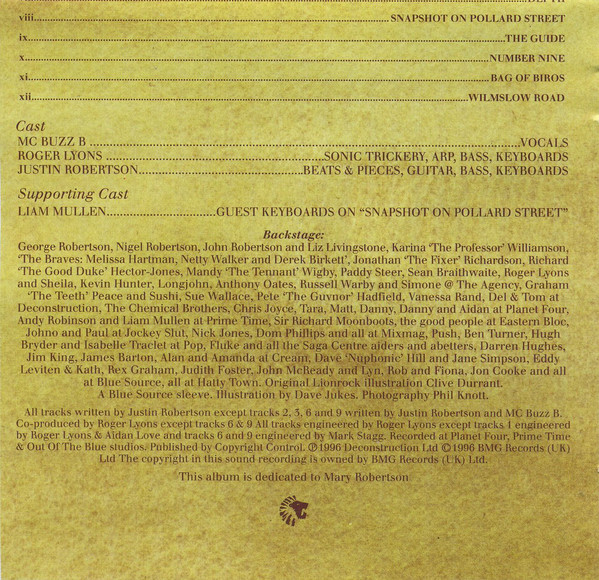 viii SNAPSHOT ON POLLARD STREET
ix THE GUIDE
x NUMBER NINE
xi BAG OF BIROS
xii WILMSLOW ROAD
Cast
MC BUZZ B VOCALS
ROGER LYONS SONIC TRICKERY, ARP, BASS, KEYBOARDS
JUSTIN ROBERTSON BEATS & PIECES, GUITAR, BASS, KEYBOARDS
Supporting Cast
LIAM MULLEN GUEST KEYBOARDS ON “SNAPSHOT ON POLLARD STREET”
Backstage:
George Robertson, Nigel Robertson, John Robertson and Liz Livingstone, Karina ‘The Professor’ Williamson,
‘The Braves: Melissa Hartman, Netty Walker and Derek Birkett’, Jonathan ‘The Fixer’ Richardson, Richard
‘The Good Duke’ Hector-Jones, Mandy ‘The Tennant’ Wigby, Paddy Steer, Sean Braithwaite, Roger Lyons
and Sheila, Kevin Hunter, Longjohn, Anthony Oates, Russell Warby and Simone @ The Agency, Graham
‘The Teeth’ Peace and Sushi, Sue Wallace, Pete ‘The Guvnor’ Hadfield, Vanessa Rand, Del & Tom at
Deconstruction, The Chemical Brothers, Chris Joyce, Tara, Matt, Danny, Danny and Aidan at Planet Four,
Andy Robinson and Liam Mullen at Prime Time, Sir Richard Moonboots, the good people at Eastern Bloc,
Johno and Paul at Jockey Slut, Nick Jones, Dom Phillips and all at Mixmag, Push, Ben Turner, Hugh
Bryder and Isabelle Traclet at Pop, Fluke and all the Saga Centre aiders and abetters, Darren Hughes,
Jim King, James Barton, Alan and Amanda at Cream, Dave ‘Nuphonic’ Hill and Jane Simpson, Eddy
Leviten & Kath, Rex Graham, Judith Foster, John McReady and Lyn, Rob and Fiona, Jon Cooke and all
at Blue Source, all at Hatty Town. Original Lionrock illustration Clive Durrant.
A Blue Source sleeve. Illustration by Dave Jukes. Photography Phil Knott.
All tracks written by Justin Robertson except tracks 2, 3, 6 and 9 written by Justin Robertson and MC Buzz B.
Co-produced by Roger Lyons except tracks 6 & 9 All tracks engineered by Roger Lyons except tracks 4 engineered
by Roger Lyons & Aidan Love and tracks 6 and 9 engineered by Mark Stagg. Recorded at Planet Four, Prime Time
& Out Of The Blue studios. Published by Copyright Control. ℗ 1996 Deconstruction Ltd © 1996 BMG Records (UK)
Ltd The copyright in this sound recording is owned by BMG Records (UK) Ltd.
This album is dedicated to Mary Robertson